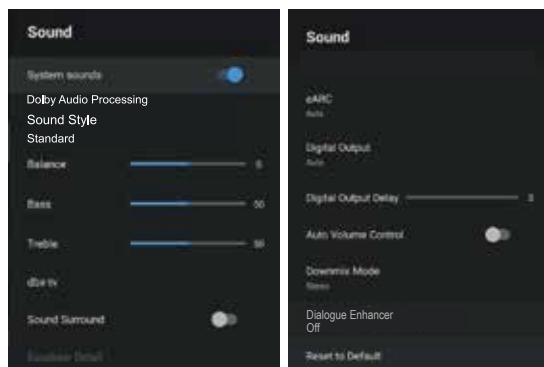 Sound
System sounds
Dolby Audio Processing
Sound Style
Standard
Balance
Bass 50
Treble 50
dbx-tv
Sound Surround
Equalizer Detail
Sound
eARC
Auto
Digital Output
Auto
Digital Output Delay
Auto Volume Control
Downmix Mode
Stereo
Dialogue Enhancer
Off
Reset to Default